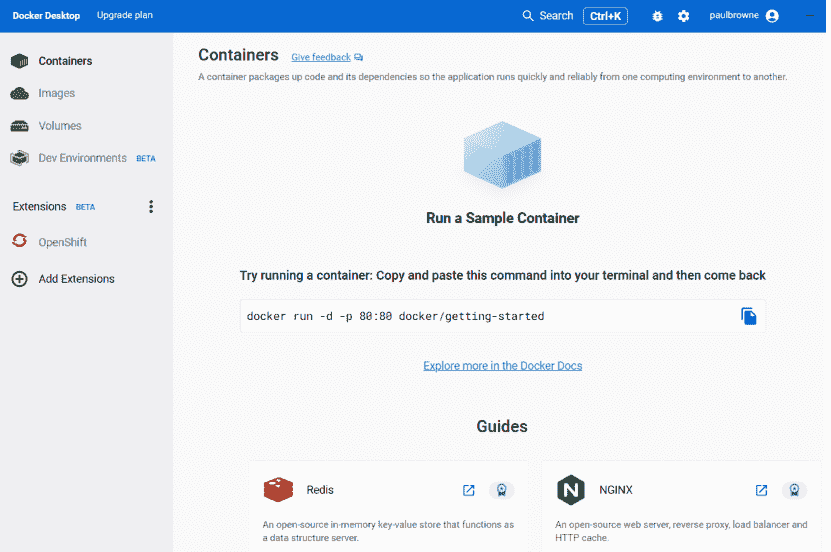 Docker Desktop Upgrade plan Search Ctrl+K paulbrowne
Containers
Images
Volumes
Dev Environments BETA
Extensions BETA
OpenShift
Add Extensions
Containers Give feedback
A container packages up code and its dependencies so the application runs quickly and reliably from one computing environment to another.
Run a Sample Container
Try running a container: Copy and paste this command into your terminal and then come back
docker run -d -p 80:80 docker/getting-started
Explore more in the Docker Docs
Guides
Redis
An open-source in-memory key-value store that functions as
a data structure server.
NGINX
An open-source web server, reverse proxy, load balancer and
HTTP cache.